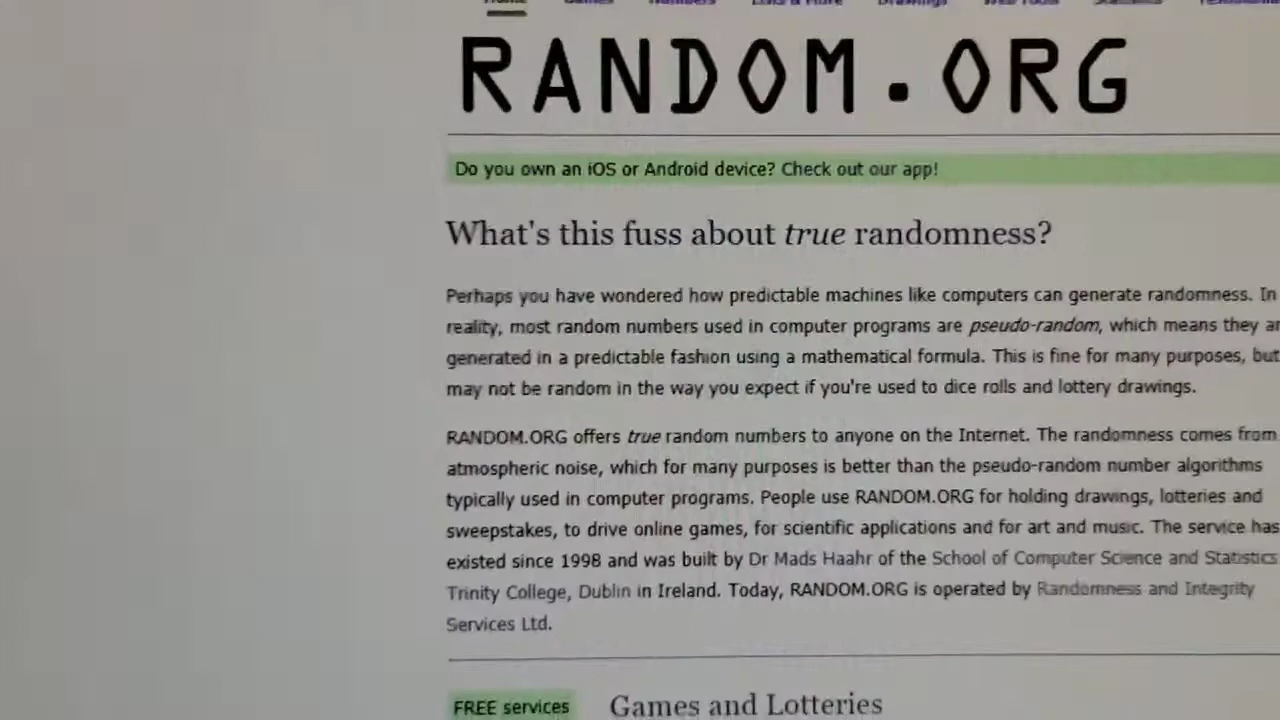 RANDOM.ORG
Do you own an iOS or Android device? Check out our app!
What's this fuss about true randomness?
Perhaps you have wondered how predictable machines like computers can generate randomness. In
reality, most random numbers used in computer programs are pseudo-random, which means they
generated in a predictable fashion using a mathematical formula. This is fine for many purposes, but
may not be random in the way you expect if you're used to dice rolls and lottery drawings.
RANDOM.ORG offers true random numbers to anyone on the Internet. The randomness comes from
atmospheric noise, which for many purposes is better than the pseudo-random number algorithms
typically used in computer programs. People use RANDOM.ORG for holding drawings, lotteries and
sweepstakes, to drive online games, for scientific applications and for art and music. The service has
existed since 1998 and was built by Dr Mads Haahr of the School of Computer Science and Statistics
Trinity College, Dublin in Ireland. Today, RANDOM.ORG is operated by Randomness and Integrity
Services Ltd.
FREE services
Games and Lotteries